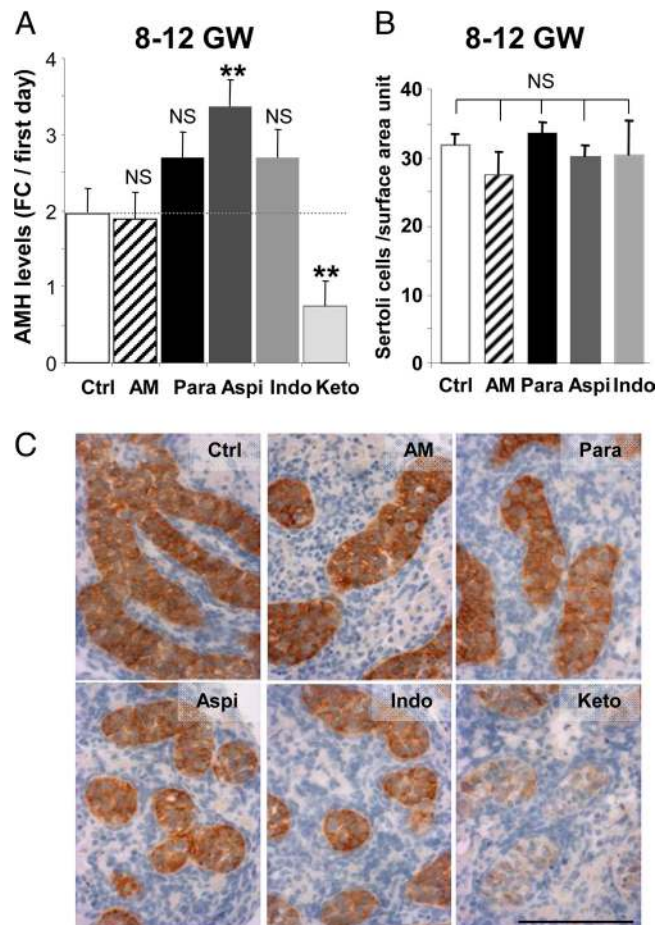 A
8-12 GW
AMH levels (FC / first day)
4
3
2
1
0
NS
NS
**
NS
**
Ctrl AM Para Aspi Indo Keto
B
8-12 GW
Sertoli cells /surface area unit
40
30
30
20
10
0
NS
Ctrl AM Para Aspi Indo
C
Ctrl
AM
Para
Aspi
Indo
Keto